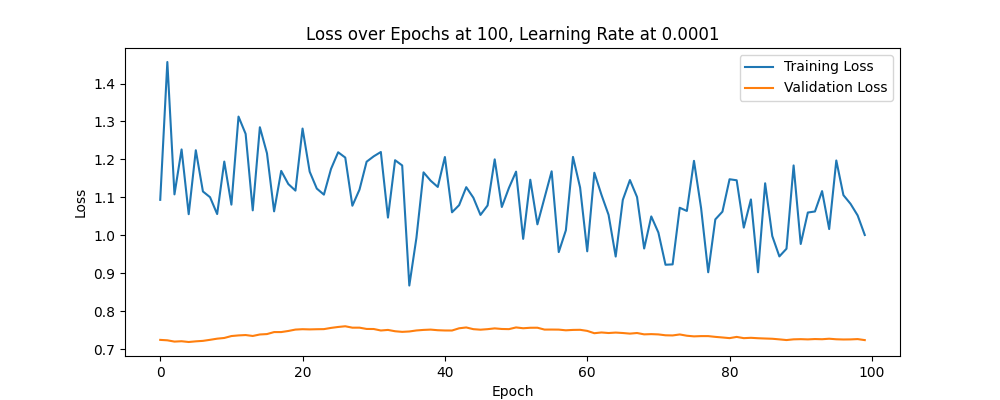 Loss over Epochs at 100, Learning Rate at 0.0001
Training Loss
Validation Loss
Loss
1.4
1.3
1.2
1.1
1.0
0.9
0.8
0.7
0
20
40
60
80
100
Epoch